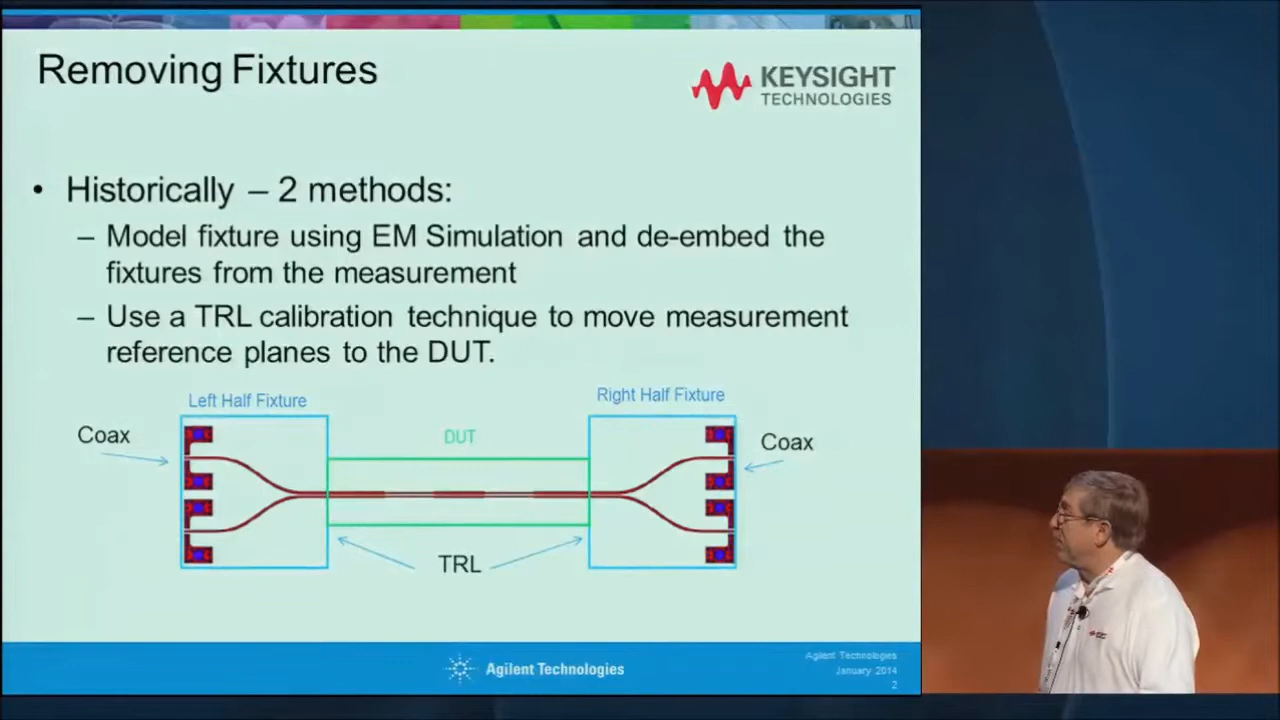 Removing Fixtures
KEYSIGHT
TECHNOLOGIES
• Historically – 2 methods:
– Model fixture using EM Simulation and de-embed the
fixtures from the measurement
– Use a TRL calibration technique to move measurement
reference planes to the DUT.
Left Half Fixture
Right Half Fixture
Coax
DUT
Coax
TRL
Agilent Technologies
Agilent Technologies
January 2014
2